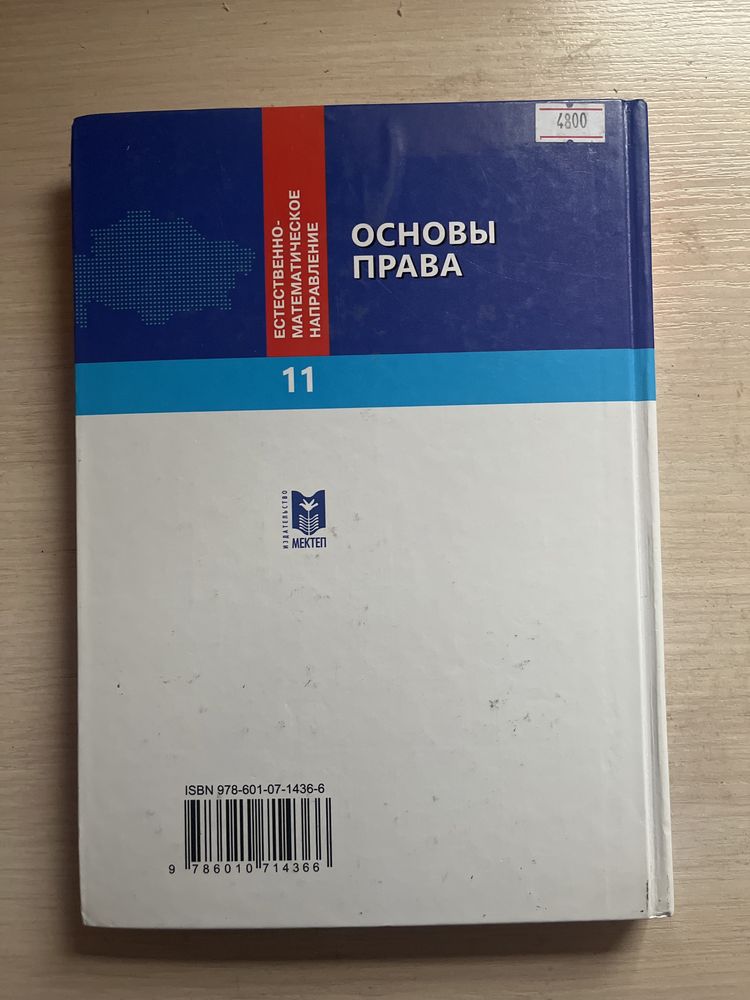 4800
ЕСТЕСТВЕННО-
МАТЕМАТИЧЕСКОЕ
НАПРАВЛЕНИЕ
ОСНОВЫ
ПРАВА
11
ИЗДАТЕЛЬСТВО
МЕКТЕП
ISBN 978-601-07-1436-6
9 786010 714366